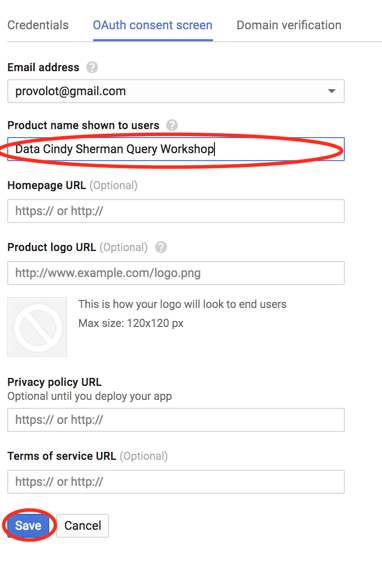 Credentials OAuth consent screen Domain verification
Email address ?
provolot@gmail.com
Product name shown to users ?
Data Cindy Sherman Query Workshop
Homepage URL (Optional)
https:// or http://
Product logo URL (Optional) ?
http://www.example.com/logo.png
This is how your logo will look to end users
Max size: 120x120 px
Privacy policy URL
Optional until you deploy your app
https:// or http://
Terms of service URL (Optional)
https:// or http://
Save Cancel